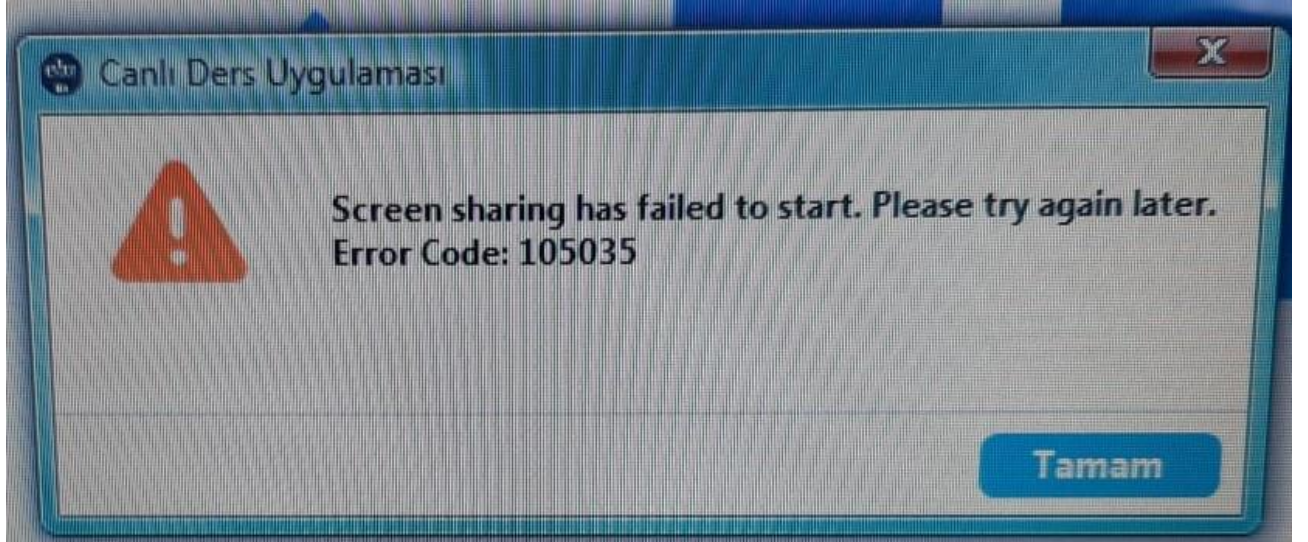 Canlı Ders Uygulaması
Screen sharing has failed to start. Please try again later.
Error Code: 105035
Tamam